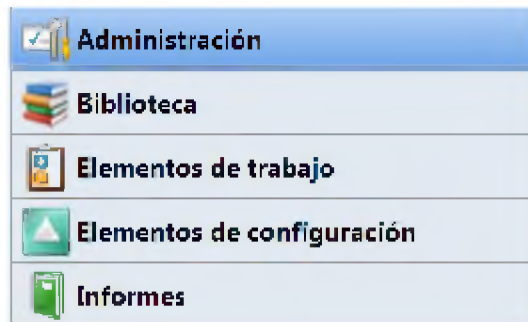 Administración
Biblioteca
Elementos de trabajo
Elementos de configuración
Informes